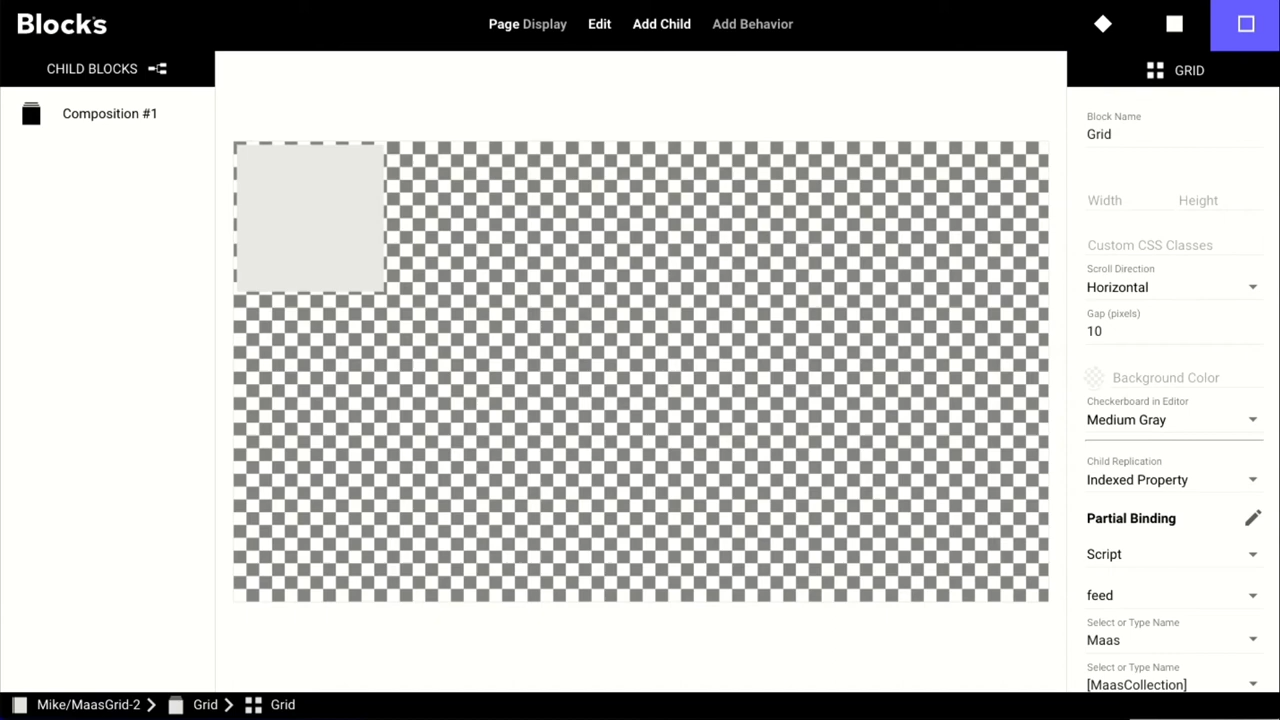 Blocks
Page Display Edit Add Child Add Behavior
CHILD BLOCKS
Composition #1
GRID
Block Name
Grid
Width Height
Custom CSS Classes
Scroll Direction
Horizontal
Gap (pixels)
10
Background Color
Checkerboard in Editor
Medium Gray
Child Replication
Indexed Property
Partial Binding
Script
feed
Select or Type Name
Maas
Select or Type Name
[MaasCollection]
Mike/MaasGrid-2 Grid Grid